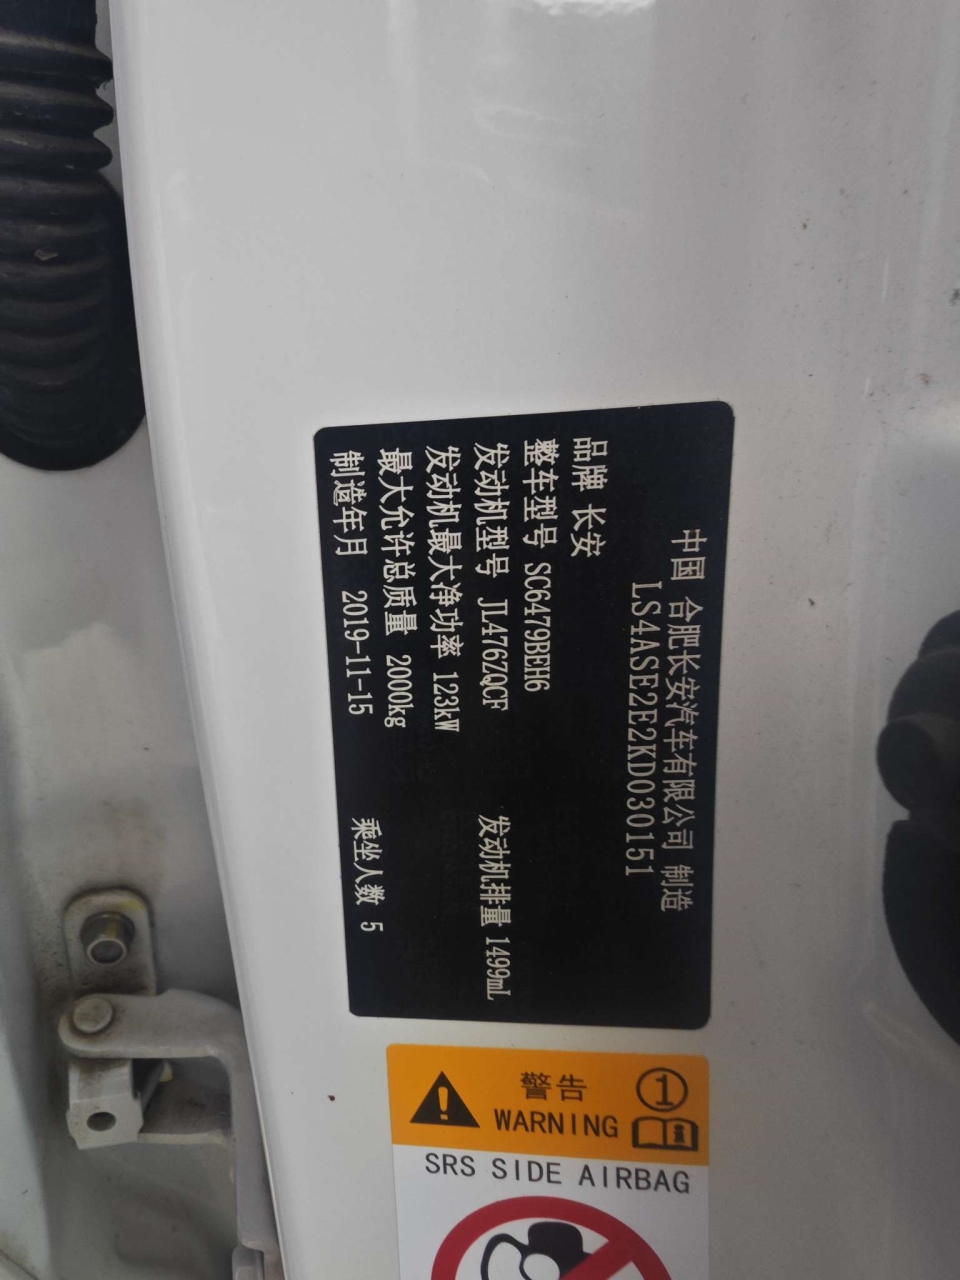 中国 合肥长安汽车有限公司 制造
LS4ASE2E2KD030151
品牌 长安
整车型号 SC6479BEH6
发动机型号 JL476ZQCF 发动机排量 1499mL
发动机最大净功率 123kW
最大允许总质量 2000kg
制造年月 2019-11-15 乘坐人数 5
警告 1
WARNING
SRS SIDE AIRBAG